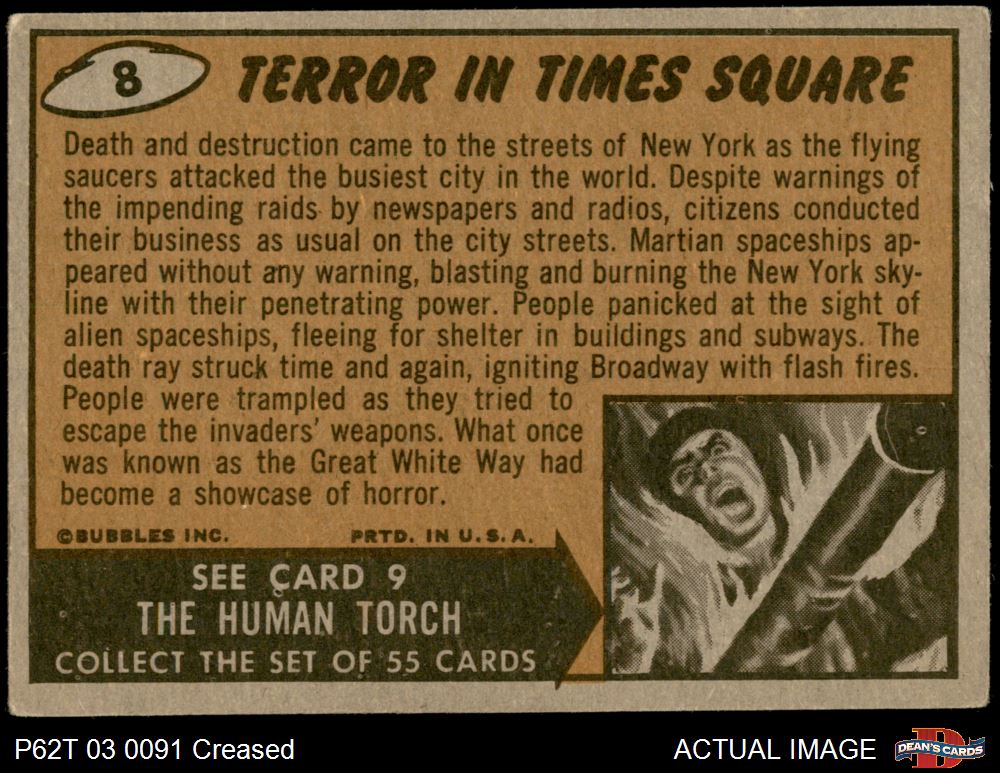 8
TERROR IN TIMES SQUARE
Death and destruction came to the streets of New York as the flying
saucers attacked the busiest city in the world. Despite warnings of
the impending raids by newspapers and radios, citizens conducted
their business as usual on the city streets. Martian spaceships ap-
peared without any warning, blasting and burning the New York sky-
line with their penetrating power. People panicked at the sight of
alien spaceships, fleeing for shelter in buildings and subways. The
death ray struck time and again, igniting Broadway with flash fires.
People were trampled as they tried to
escape the invaders' weapons. What once
was known as the Great White Way had
become a showcase of horror.
©BUBBLES INC. PRTD. IN U.S.A.
SEE CARD 9
THE HUMAN TORCH
COLLECT THE SET OF 55 CARDS
P62T 03 0091 Creased
ACTUAL IMAGE
DEAN'S CARDS